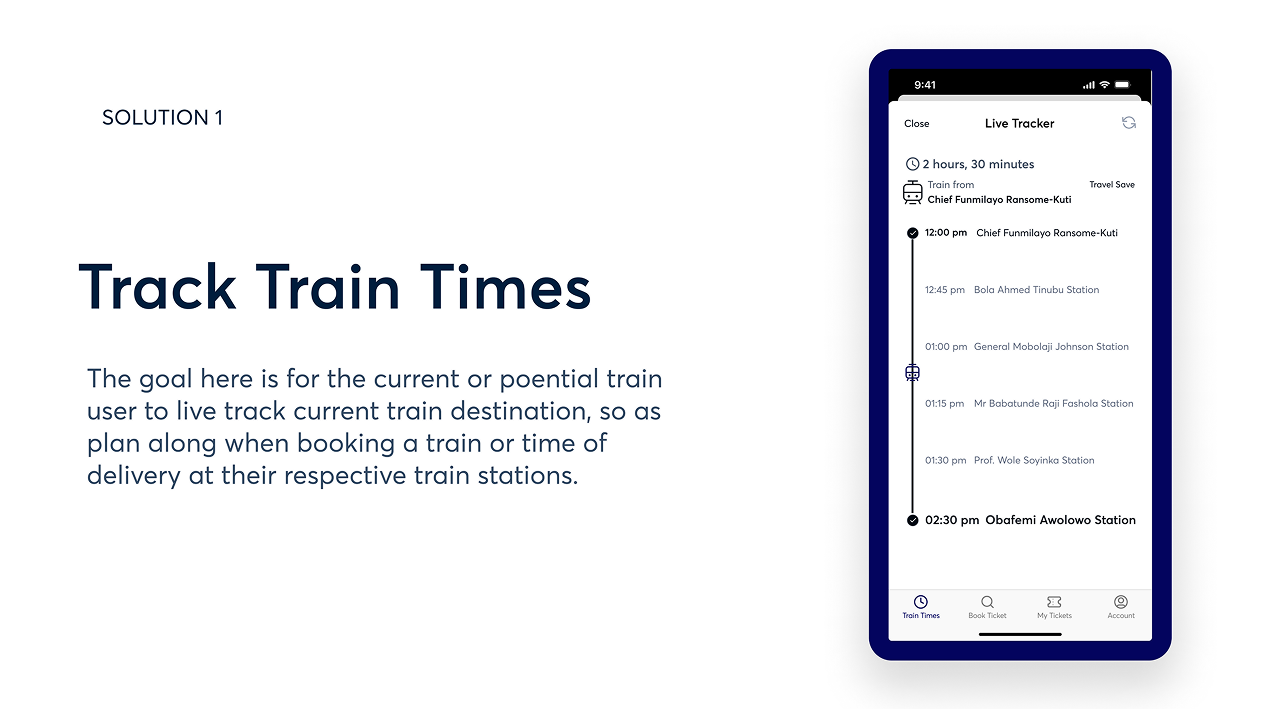 SOLUTION 1
Track Train Times
The goal here is for the current or poential train
user to live track current train destination, so as
plan along when booking a train or time of
delivery at their respective train stations.
9:41
Close
Live Tracker
2 hours, 30 minutes
Train from
Travel Save
Chief Funmilayo Ransome-Kuti
12:00 pm Chief Funmilayo Ransome-Kuti
12:45 pm Bola Ahmed Tinubu Station
01:00 pm General Mobolaji Johnson Station
01:15 pm Mr Babatunde Raji Fashola Station
01:30 pm Prof. Wole Soyinka Station
02:30 pm Obafemi Awolowo Station
Train Times
Book Ticket
My Tickets
Account